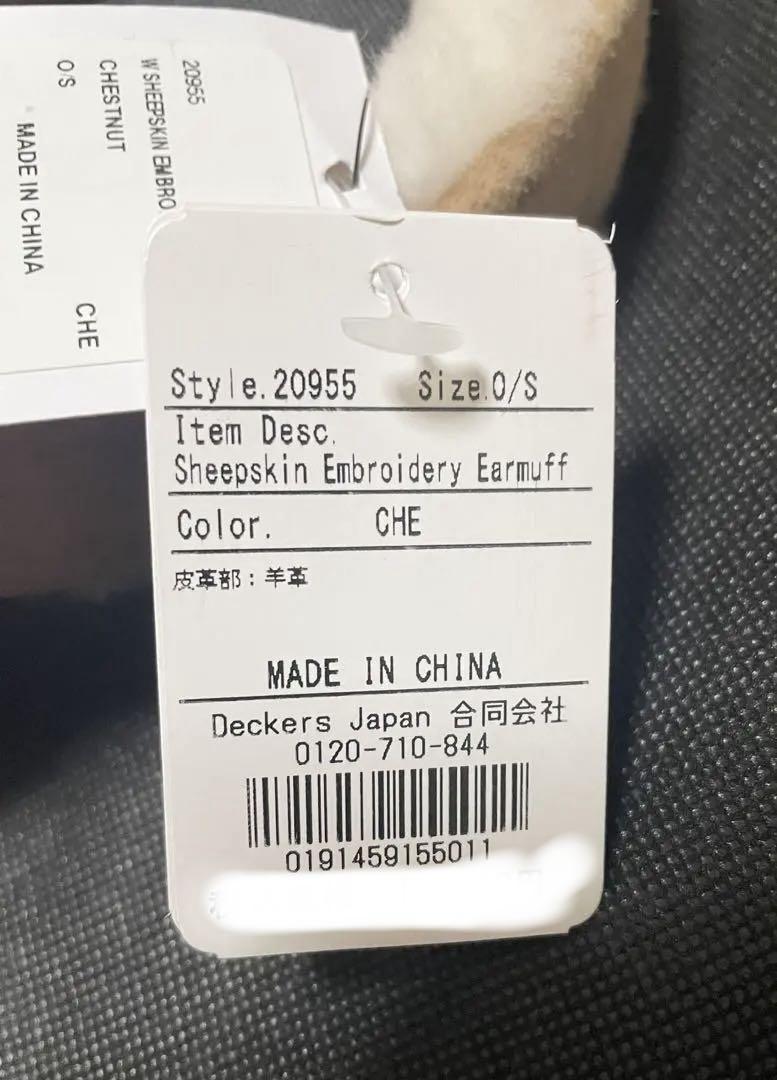 20955
W SHEEPSKIN EMBRO
CHESTNUT
O/S
MADE IN CHINA
CHE
Style.20955 Size.O/S
Item Desc.
Sheepskin Embroidery Earmuff
Color. CHE
皮革部：羊革
MADE IN CHINA
Deckers Japan 合同会社
0120-710-844
0191459155011